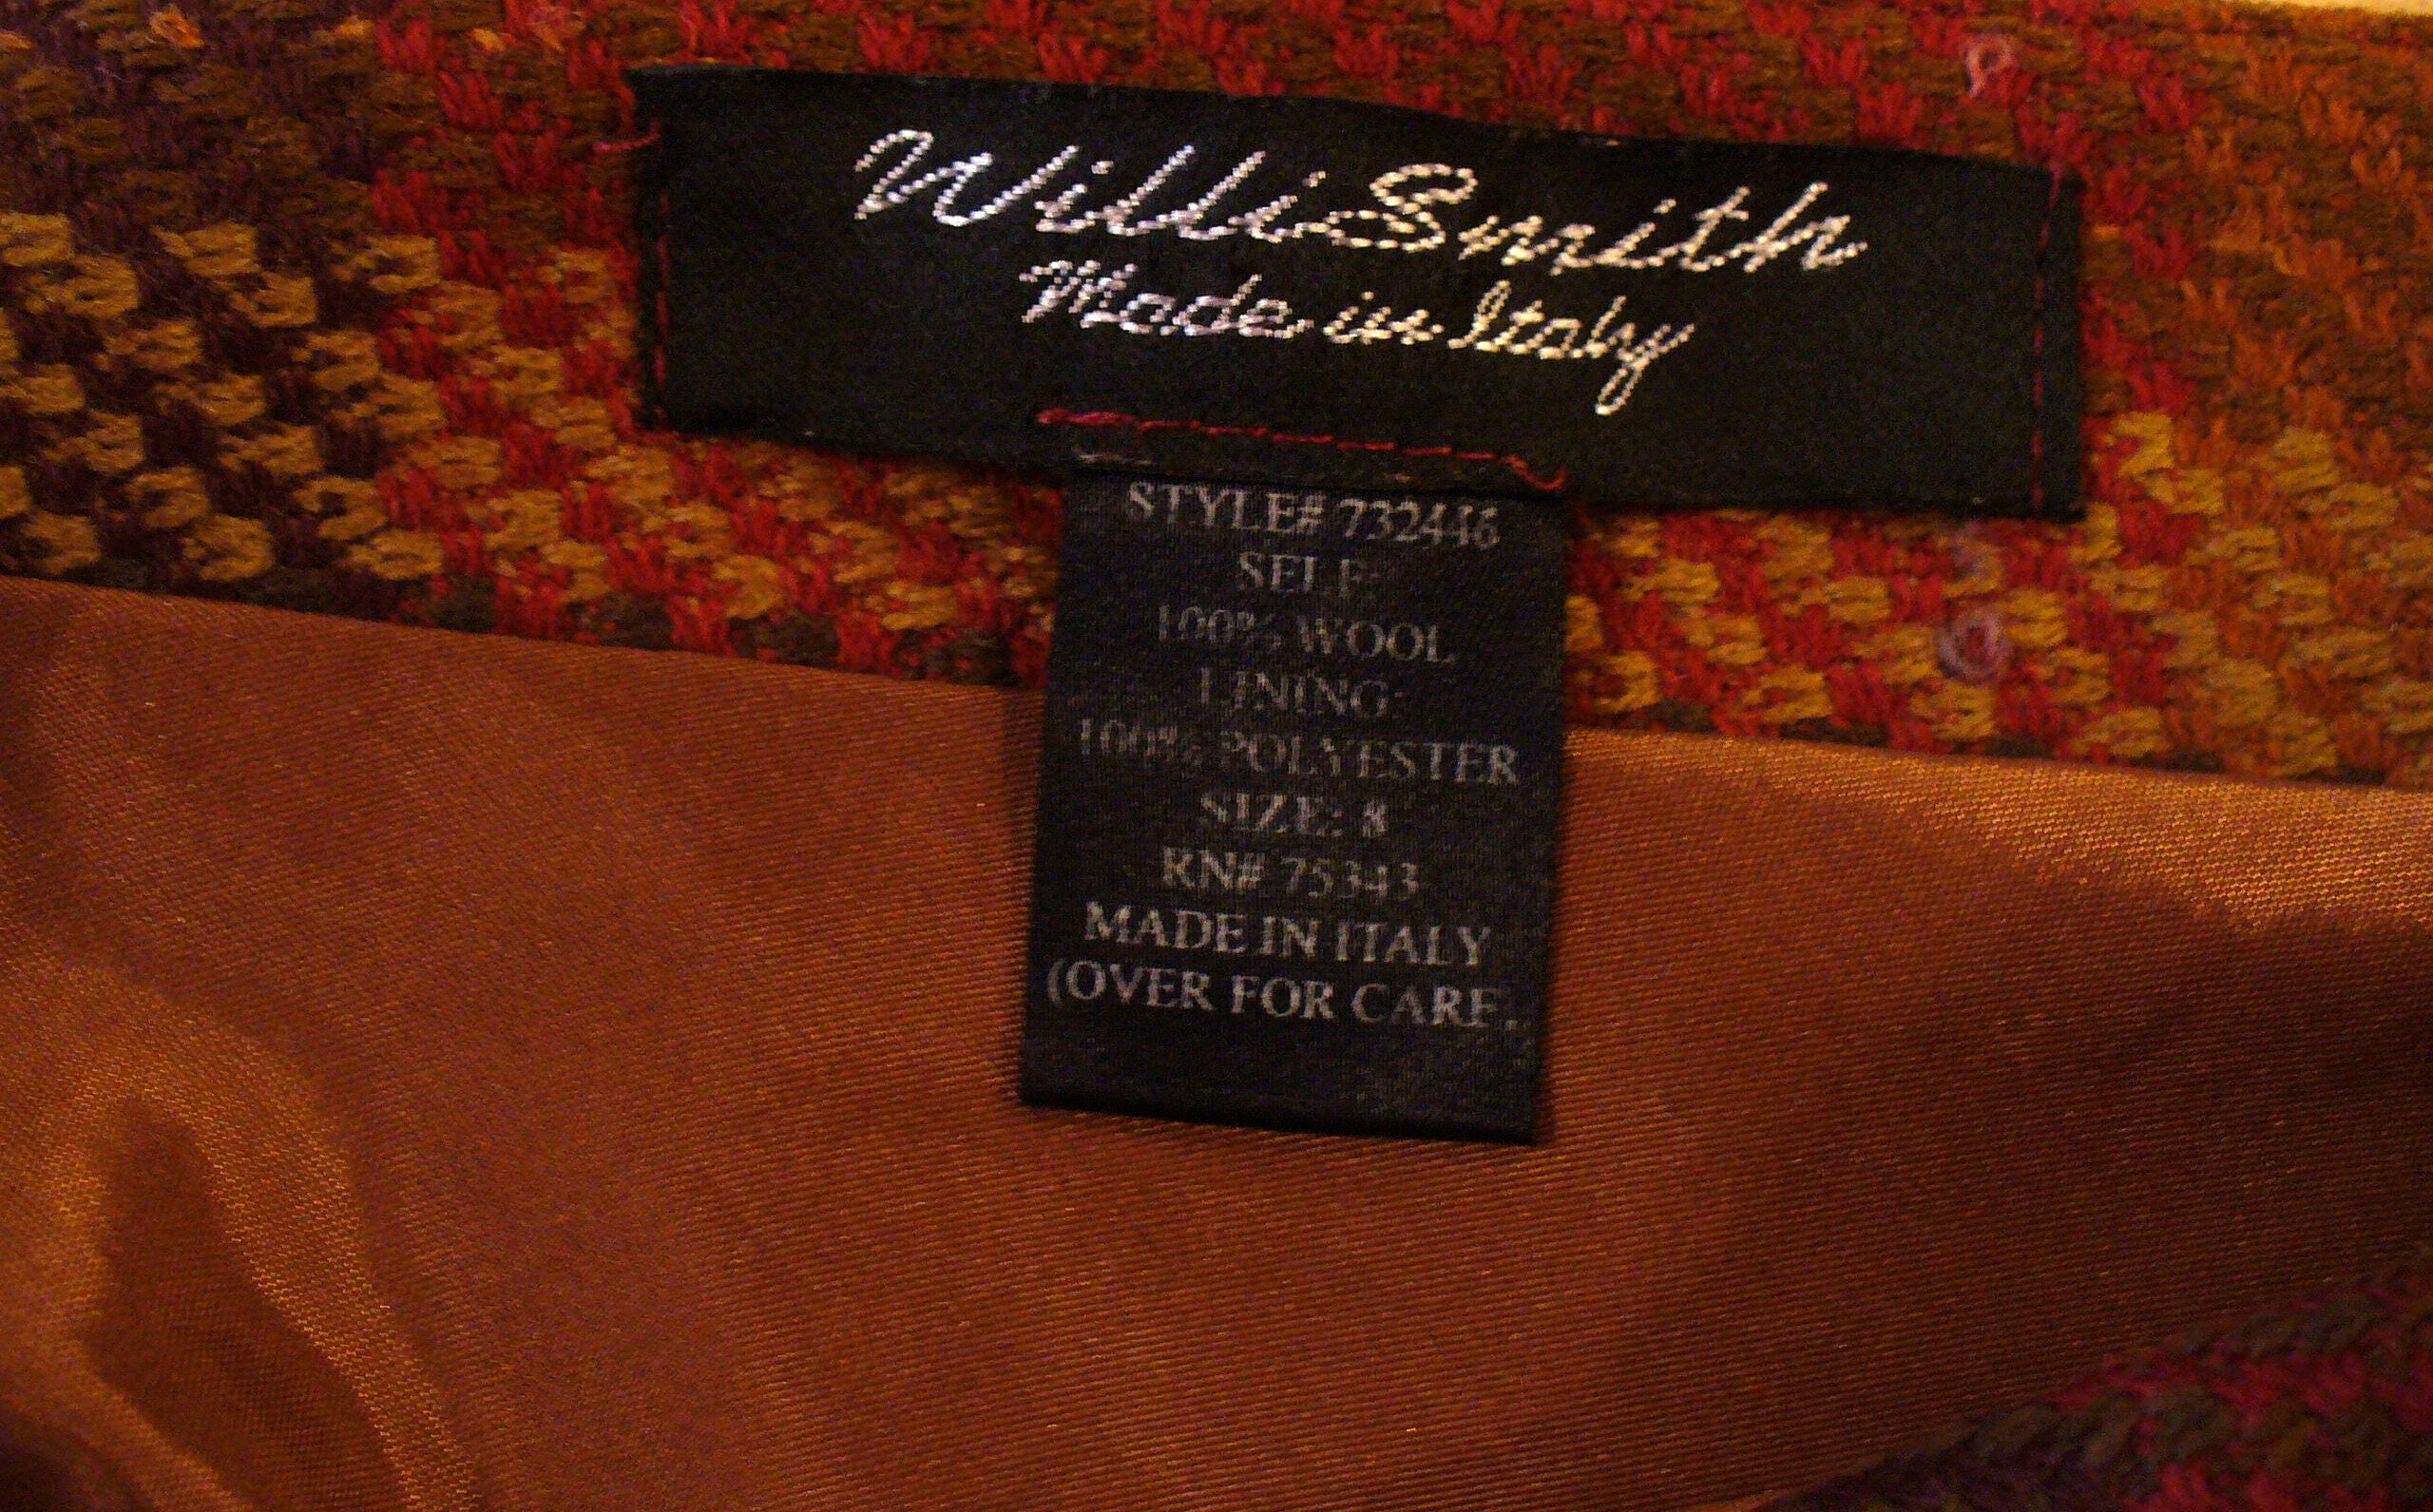 WilliSmith
Made in Italy
STYLE# 732446
SELF:
100% WOOL
LINING:
100% POLYESTER
SIZE: 8
RN# 75343
MADE IN ITALY
(OVER FOR CARE